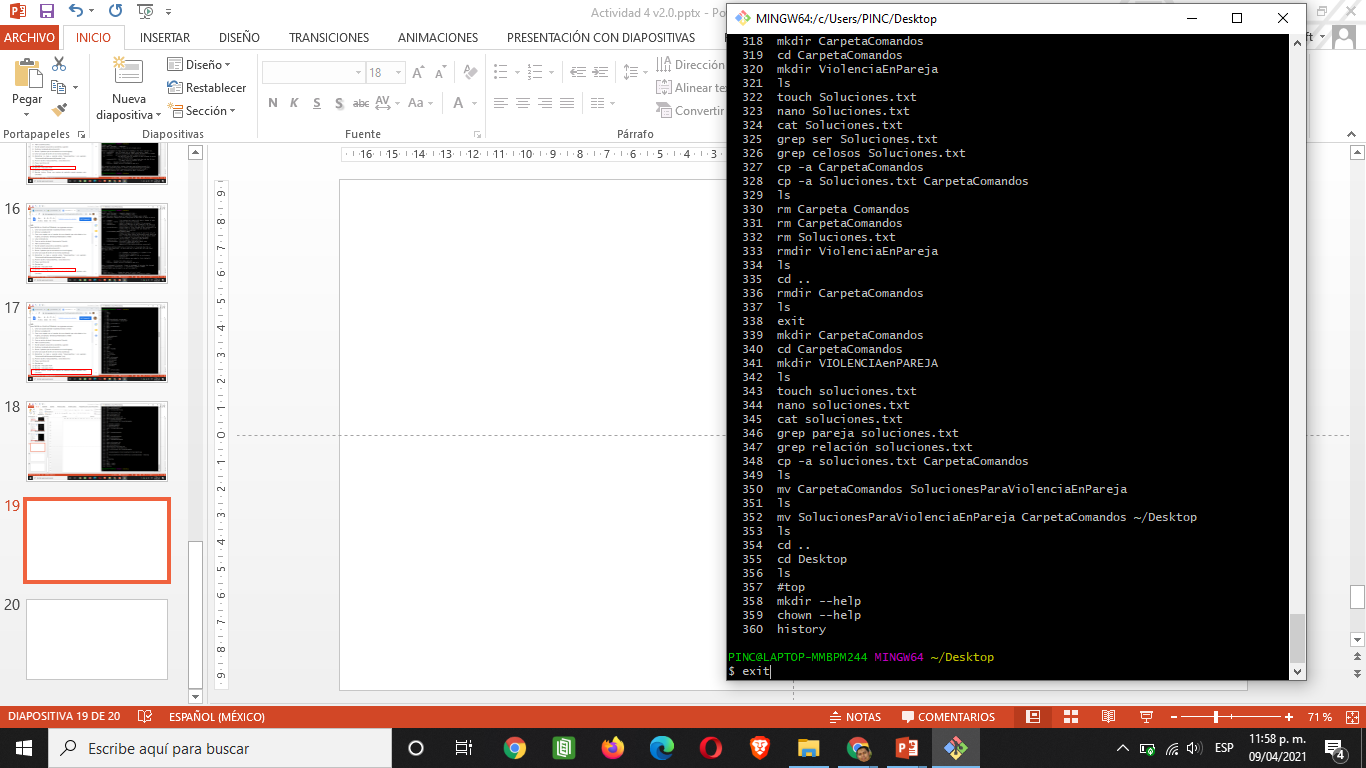 Actividad 4 v2.0.pptx - Po
ARCHIVO INICIO INSERTAR DISEÑO TRANSICIONES ANIMACIONES PRESENTACIÓN CON DIAPOSITIVAS
Pegar
Portapapeles
Nueva
diapositiva
Diseño
Restablecer
Sección
Diapositivas
18
N K S S abc AV Aa A
Fuente
Dirección
Alinear tex
Convertir
Párrafo
16
17
18
19
20
MINGW64:/c/Users/PINC/Desktop
318 mkdir CarpetaComandos
319 cd CarpetaComandos
320 mkdir ViolenciaEnPareja
321 ls
322 touch Soluciones.txt
323 nano Soluciones.txt
324 cat Soluciones.txt
325 grep ser Soluciones.txt
326 grep celos Soluciones.txt
327 cp -a CarpetaComandos
328 cp -a Soluciones.txt CarpetaComandos
329 ls
330 rm Carpeta Comandos
331 rm CarpetaComandos
332 rm Soluciones.txt
333 rmdir ViolenciaEnPareja
334 ls
335 cd ..
336 rmdir CarpetaComandos
337 ls
338 exit
339 mkdir CarpetaComandos
340 cd CarpetaComandos
341 mkdir VIOLENCIAenPAREJA
342 ls
343 touch soluciones.txt
344 nano soluciones.txt
345 cat soluciones.txt
346 grep pareja soluciones.txt
347 grep relación soluciones.txt
348 cp -a soluciones.txt CarpetaComandos
349 ls
350 mv CarpetaComandos SolucionesParaViolenciaEnPareja
351 ls
352 mv SolucionesParaViolenciaEnPareja CarpetaComandos ~/Desktop
353 ls
354 cd ..
355 cd Desktop
356 ls
357 #top
358 mkdir --help
359 chown --help
360 history
PINC@LAPTOP-MMBPM244 MINGW64 ~/Desktop
$ exit
DIAPOSITIVA 19 DE 20 ESPAÑOL (MÉXICO) NOTAS COMENTARIOS 71 %
Escribe aquí para buscar
ESP
11:58 p. m.
09/04/2021
4